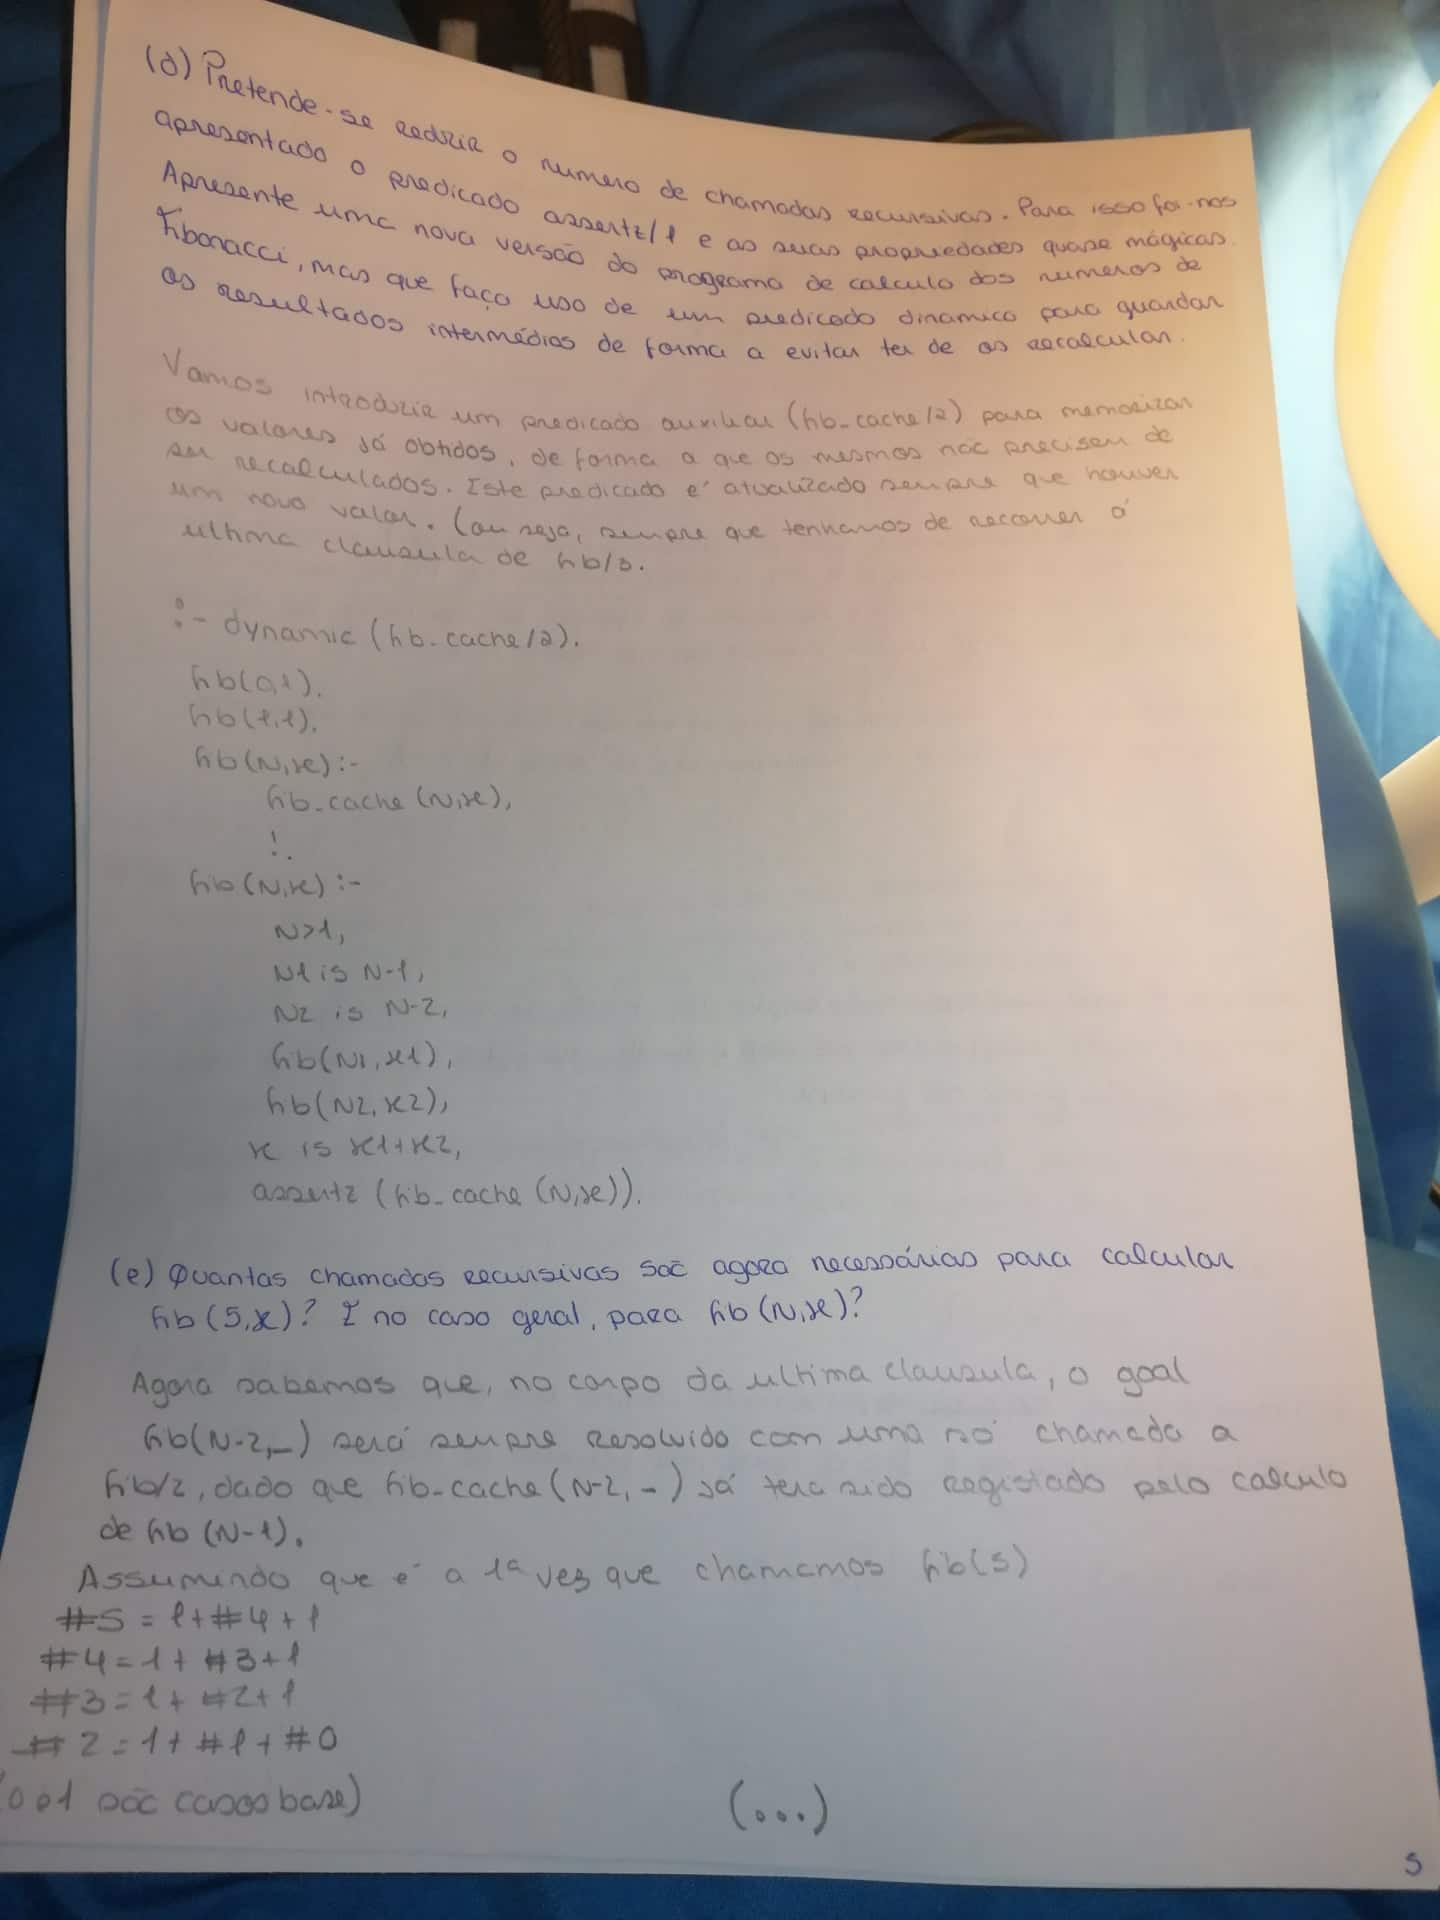 (d) Pretende-se reduzir o numero de chamadas recursivas. Para isso foi-nos
apresentado o predicado assertz/1 e as suas propriedades quase mágicas.
Apresente uma nova versão do programa de calculo dos numeros de
Fibonacci, mas que faça uso de um predicado dinamico para guardar
os resultados intermédios de forma a evitar ter de os recalcular.
Vamos introduzir um predicado auxiliar (fib_cache/2) para memorizar
os valores já obtidos, de forma a que os mesmos não precisem de
ser recalculados. Este predicado é atualizado sempre que houver
um novo valor. (ou seja, sempre que tenhamos de recorrer á
ultima clausula de fib/3.
:- dynamic (fib_cache/2).
fib(0,1).
fib(1,1).
fib(N,x):-
fib_cache(N,x),
!.
fib(N,x):-
N>1,
N1 is N-1,
N2 is N-2,
fib(N1,x1),
fib(N2,x2),
x is x1+x2,
assertz (fib_cache (N,x)).
(e) Quantas chamadas recursivas são agora necessárias para calcular
fib(5,x)? E no caso geral, para fib(N,x)?
Agora sabemos que, no corpo da ultima clausula, o goal
fib(N-2,_) será sempre resolvido com uma só chamada a
fib/2, dado que fib_cache(N-2,_) já tera sido registado pelo calculo
de fib(N-1).
Assumindo que é a 1ª vez que chamamos fib(5)
#5 = 1+#4+1
#4=1+#3+1
#3=1+#2+1
#2=1+#1+#0
(0 e 1 são casos base)
(...)
5